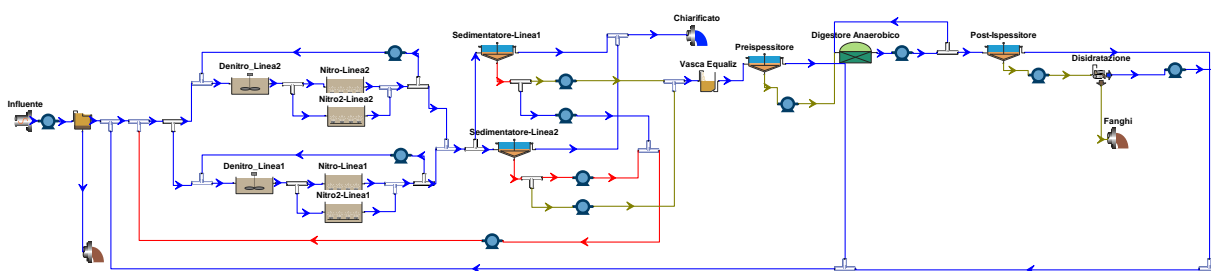 Influente
Denitro_Linea2
Nitro-Linea2
Nitro2-Linea2
Denitro_Linea1
Nitro-Linea1
Nitro2-Linea1
Sedimentatore-Linea1
Sedimentatore-Linea2
Chiarificato
Vasca Equaliz
Preispessitore
Digestore Anaerobico
Post-Ispessitore
Disidratazione
Fanghi